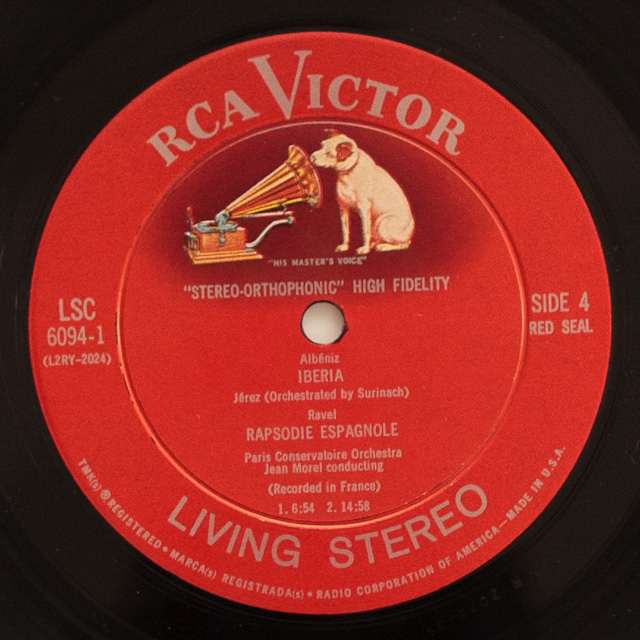 RCA VICTOR
"HIS MASTER'S VOICE"
"STEREO-ORTHOPHONIC" HIGH FIDELITY
LSC
6094-1
(L2RY-2024)
SIDE 4
RED SEAL
Albéniz
IBERIA
Jérez (Orchestrated by Surinach)
Ravel
RAPSODIE ESPAGNOLE
Paris Conservatoire Orchestra
Jean Morel conducting
(Recorded in France)
1. 6:54 2. 14:58
LIVING STEREO
TMK(s) ® REGISTERED • MARCA(s) REGISTRADA(s) • RADIO CORPORATION OF AMERICA—MADE IN U.S.A.